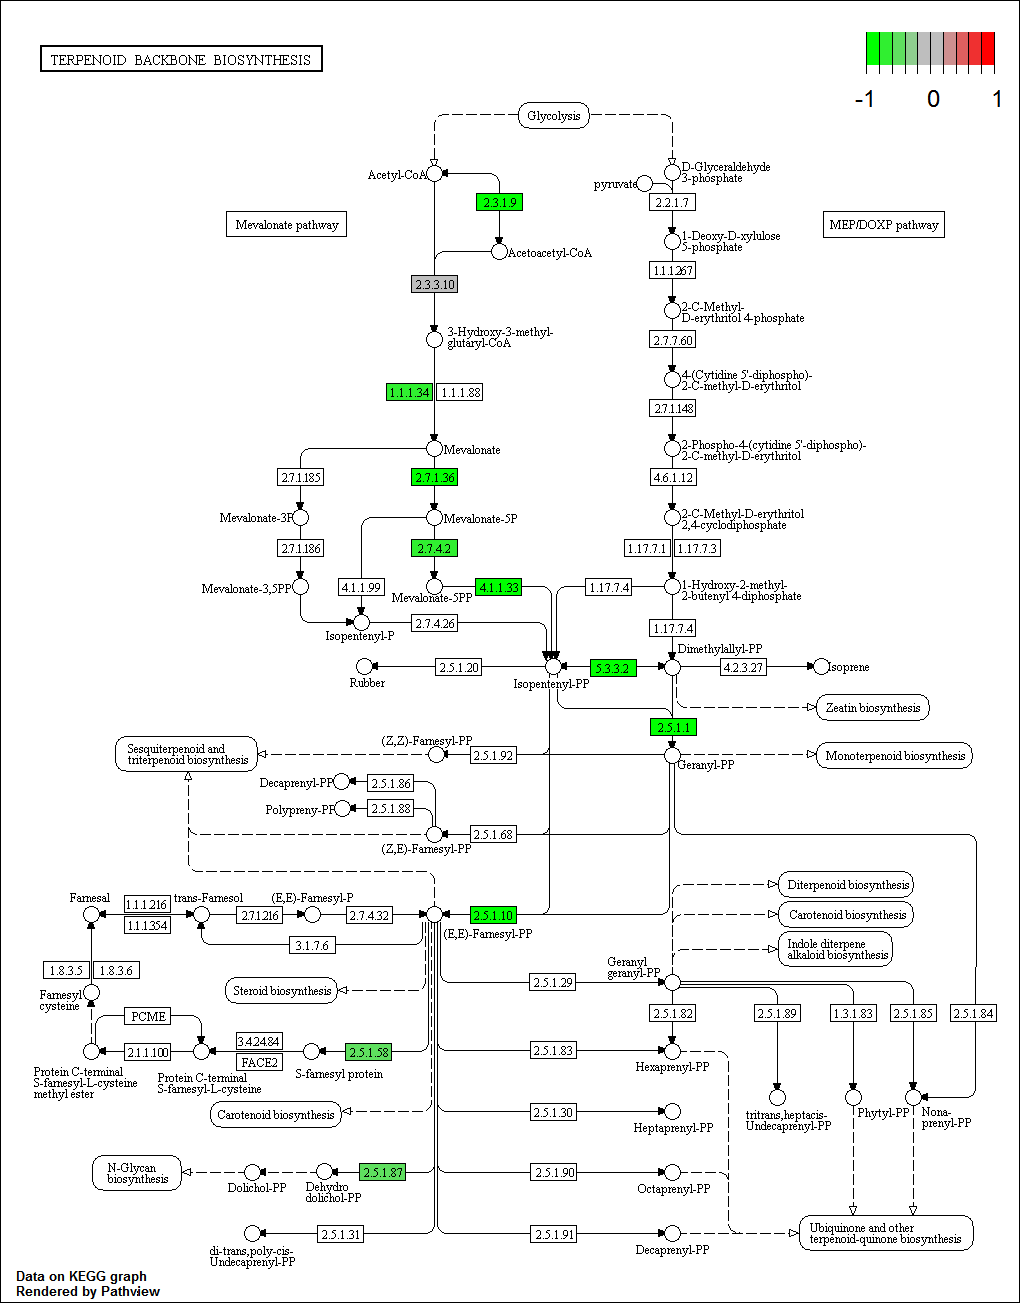 TERPENOID BACKBONE BIOSYNTHESIS
-1
0
1
Glycolysis
Acetyl-CoA
D-Glyceraldehyde
3-phosphate
pyruvate
2.3.1.9
2.2.1.7
Mevalonate pathway
MEP/DOXP pathway
1-Deoxy-D-xylulose
5-phosphate
Acetoacetyl-CoA
1.1.1.267
2.3.3.10
2-C-Methyl-
D-erythritol 4-phosphate
3-Hydroxy-3-methyl-
glutaryl-CoA
2.7.7.60
4-(Cytidine 5'-diphospho)-
2-C-methyl-D-erythritol
1.1.1.34
1.1.1.88
2.7.1.148
Mevalonate
2-Phospho-4-(cytidine 5'-diphospho)-
2-C-methyl-D-erythritol
2.7.1.185
2.7.1.36
4.6.1.12
Mevalonate-3P
Mevalonate-5P
2-C-Methyl-D-erythritol
2,4-cyclodiphosphate
2.7.1.186
2.7.4.2
1.17.7.1
1.17.7.3
Mevalonate-3,5PP
4.1.1.99
Mevalonate-5PP
4.1.1.33
1.17.7.4
1-Hydroxy-2-methyl-
2-butenyl 4-diphosphate
Isopentenyl-P
2.7.4.26
1.17.7.4
Dimethylallyl-PP
Rubber
2.5.1.20
Isopentenyl-PP
5.3.3.2
4.2.3.27
Isoprene
Zeatin biosynthesis
2.5.1.1
Sesquiterpenoid and
triterpenoid biosynthesis
(Z,Z)-Farnesyl-PP
2.5.1.92
Geranyl-PP
Monoterpenoid biosynthesis
Decaprenyl-PP
2.5.1.86
Polypreny-PP
2.5.1.88
(Z,E)-Farnesyl-PP
2.5.1.68
Diterpenoid biosynthesis
Farnesal
1.1.1.216
1.1.1.354
trans-Farnesol
2.7.1.216
(E,E)-Farnesyl-P
2.7.4.32
2.5.1.10
(E,E)-Farnesyl-PP
Carotenoid biosynthesis
3.1.7.6
Indole diterpene
alkaloid biosynthesis
1.8.3.5
1.8.3.6
Geranyl
geranyl-PP
Farnesyl
cysteine
Steroid biosynthesis
2.5.1.29
PCME
2.5.1.82
2.5.1.89
1.3.1.83
2.5.1.85
2.5.1.84
2.1.1.100
3.4.24.84
FACE2
2.5.1.58
2.5.1.83
Protein C-terminal
S-farnesyl-L-cysteine
methyl ester
Protein C-terminal
S-farnesyl-L-cysteine
S-farnesyl protein
Hexaprenyl-PP
Carotenoid biosynthesis
2.5.1.30
Heptaprenyl-PP
tritrans,heptacis-
Undecaprenyl-PP
Phytyl-PP
Nona-
prenyl-PP
N-Glycan
biosynthesis
Dolichol-PP
Dehydro
dolichol-PP
2.5.1.87
2.5.1.90
Octaprenyl-PP
2.5.1.31
di-trans,poly-cis-
Undecaprenyl-PP
2.5.1.91
Decaprenyl-PP
Ubiquinone and other
terpenoid-quinone biosynthesis
Data on KEGG graph
Rendered by Pathview